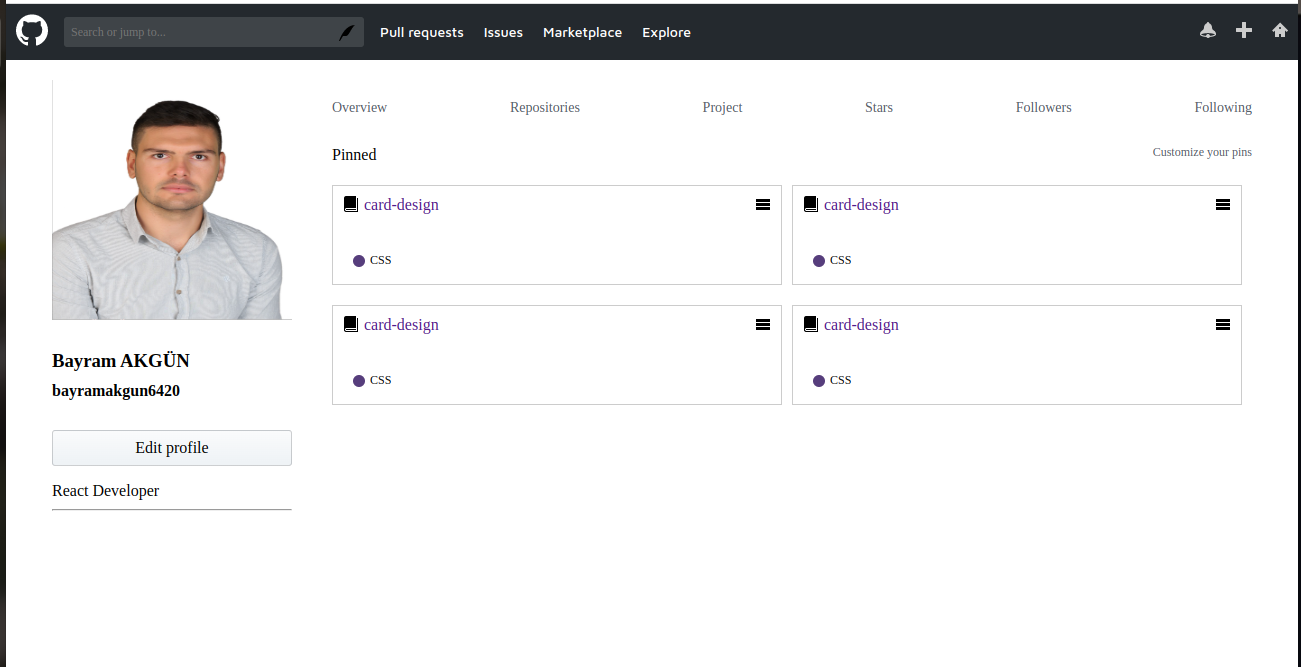 Search or jump to... Pull requests Issues Marketplace Explore
Overview Repositories Project Stars Followers Following
Pinned Customize your pins
card-design card-design
CSS CSS
card-design card-design
CSS CSS
Bayram AKGÜN
bayramakgun6420
Edit profile
React Developer